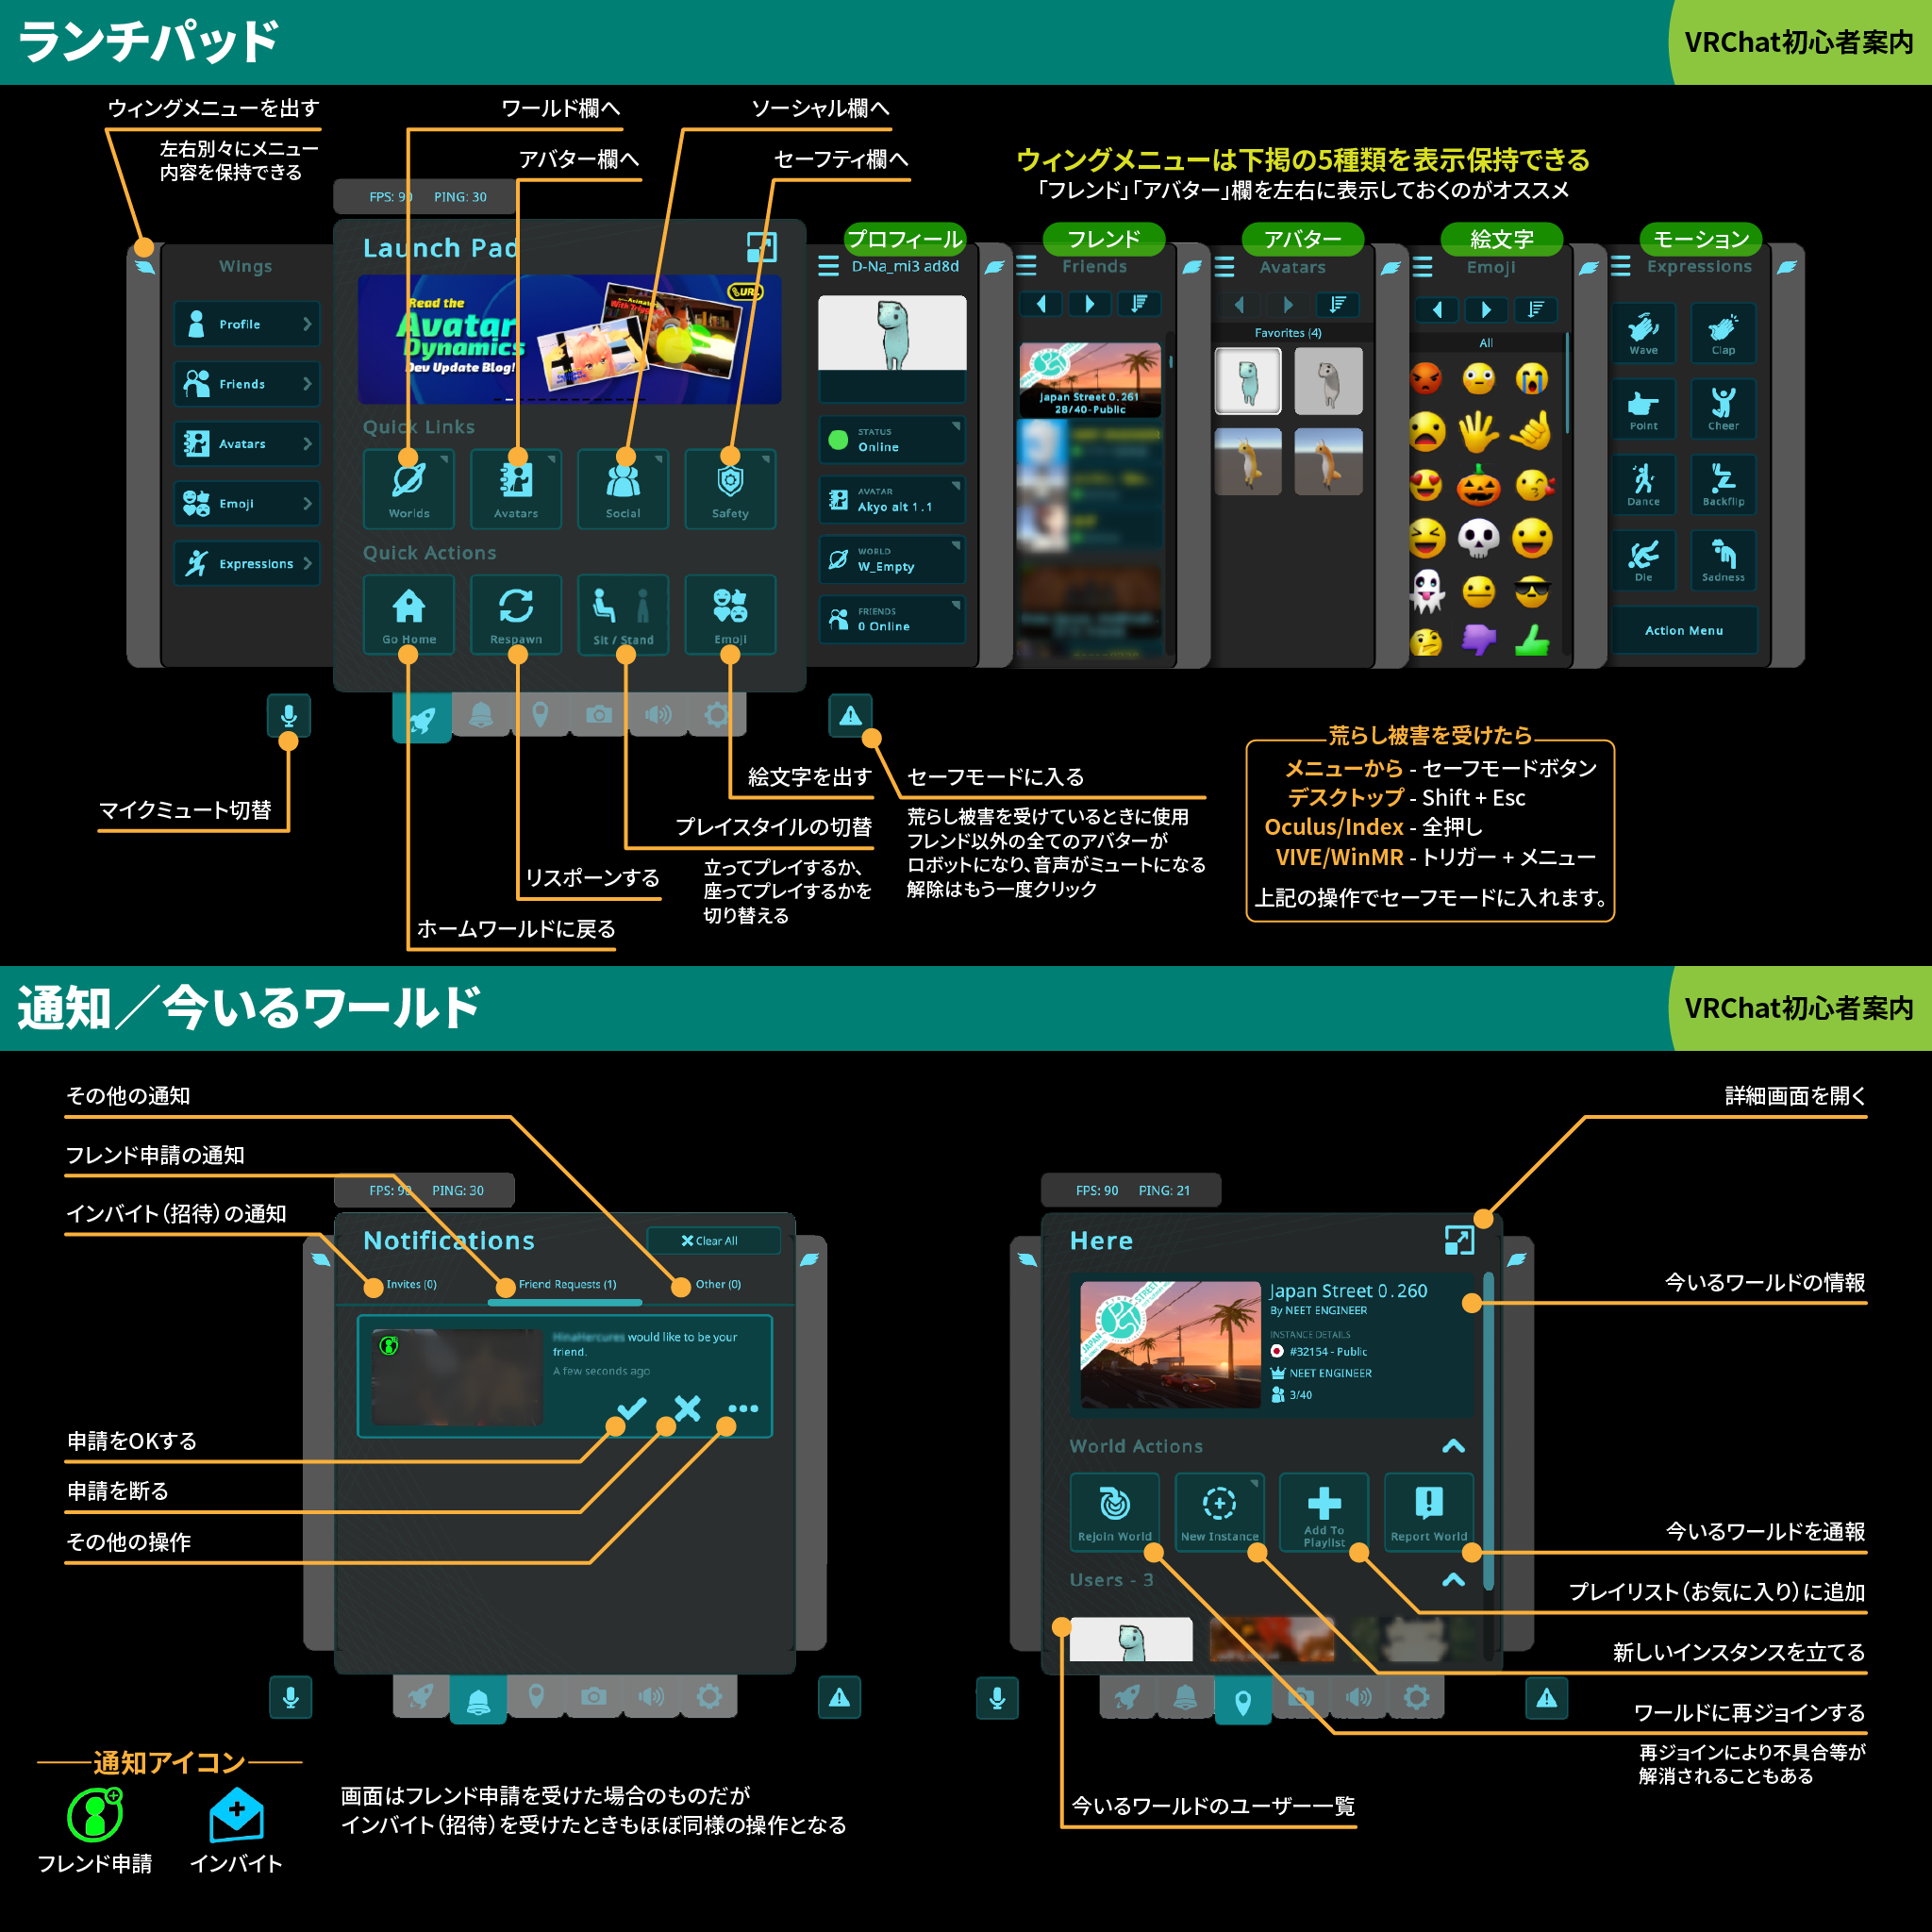 ランチパッド
VRChat初心者案内
ウィングメニューを出す
左右別々にメニュー
内容を保持できる
ワールド欄へ
アバター欄へ
ソーシャル欄へ
セーフティ欄へ
ウィングメニューは下掲の5種類を表示保持できる
「フレンド」「アバター」欄を左右に表示しておくのがオススメ
FPS: 90 PING: 30
Wings
Profile
Friends
Avatars
Emoji
Expressions
Launch Pad
Read the
Avatar
Dynamics
Dev Update Blog!
Quick Links
Worlds
Avatars
Social
Safety
Quick Actions
Go Home
Respawn
Sit / Stand
Emoji
プロフィール
D-Na_mi3 ad8d
STATUS
Online
AVATAR
Akyo alt 1.1
WORLD
W_Empty
FRIENDS
0 Online
フレンド
Friends
Japan Street 0.261
28/40-Public
アバター
Avatars
Favorites (4)
絵文字
Emoji
All
モーション
Expressions
Wave
Clap
Point
Cheer
Dance
Backflip
Die
Sadness
Action Menu
マイクミュート切替
ホームワールドに戻る
リスポーンする
プレイスタイルの切替
立ってプレイするか、
座ってプレイするかを
切り替える
絵文字を出す
セーフモードに入る
荒らし被害を受けているときに使用
フレンド以外の全てのアバターが
ロボットになり、音声がミュートになる
解除はもう一度クリック
荒らし被害を受けたら
メニューから - セーフモードボタン
デスクトップ - Shift + Esc
Oculus/Index - 全押し
VIVE/WinMR - トリガー + メニュー
上記の操作でセーフモードに入れます。
通知／今いるワールド
VRChat初心者案内
その他の通知
フレンド申請の通知
インバイト（招待）の通知
FPS: 90 PING: 30
Notifications
Clear All
Invites (0)
Friend Requests (1)
Other (0)
would like to be your
friend.
A few seconds ago
申請をOKする
申請を断る
その他の操作
通知アイコン
フレンド申請
インバイト
画面はフレンド申請を受けた場合のものだが
インバイト（招待）を受けたときもほぼ同様の操作となる
詳細画面を開く
FPS: 90 PING: 21
Here
Japan Street 0.260
By NEET ENGINEER
INSTANCE DETAILS
#32154 - Public
NEET ENGINEER
3/40
今いるワールドの情報
World Actions
Rejoin World
New Instance
Add To
Playlist
Report World
Users - 3
今いるワールドを通報
プレイリスト（お気に入り）に追加
新しいインスタンスを立てる
ワールドに再ジョインする
再ジョインにより不具合等が
解消されることもある
今いるワールドのユーザー一覧